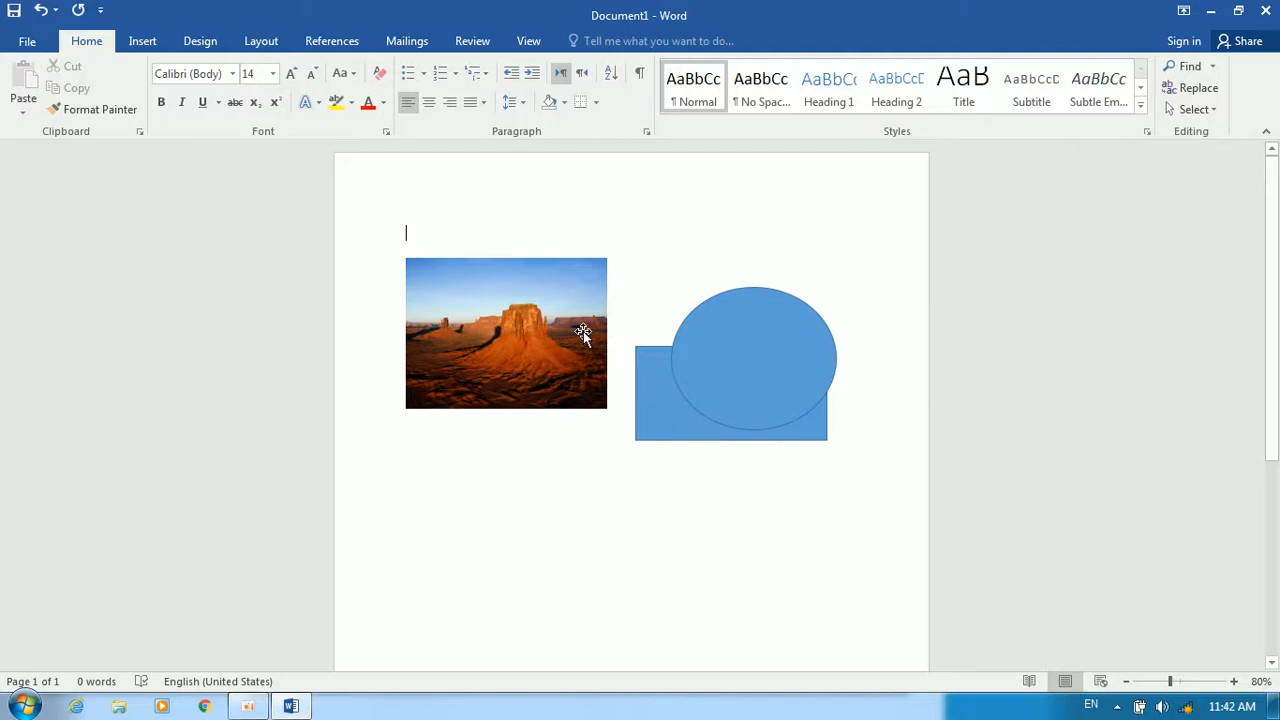 Document1 - Word
File Home Insert Design Layout References Mailings Review View Tell me what you want to do... Sign in Share
Paste
Cut
Copy
Format Painter
Clipboard
Calibri (Body) 14
Font
Paragraph
AaBbCc AaBbCc AaBbCc AaBbCcD AaB AaBbCcD AaBbCc
¶ Normal ¶ No Spac... Heading 1 Heading 2 Title Subtitle Subtle Em...
Styles
Find
Replace
Select
Editing
Page 1 of 1 0 words English (United States) 80%
EN 11:42 AM